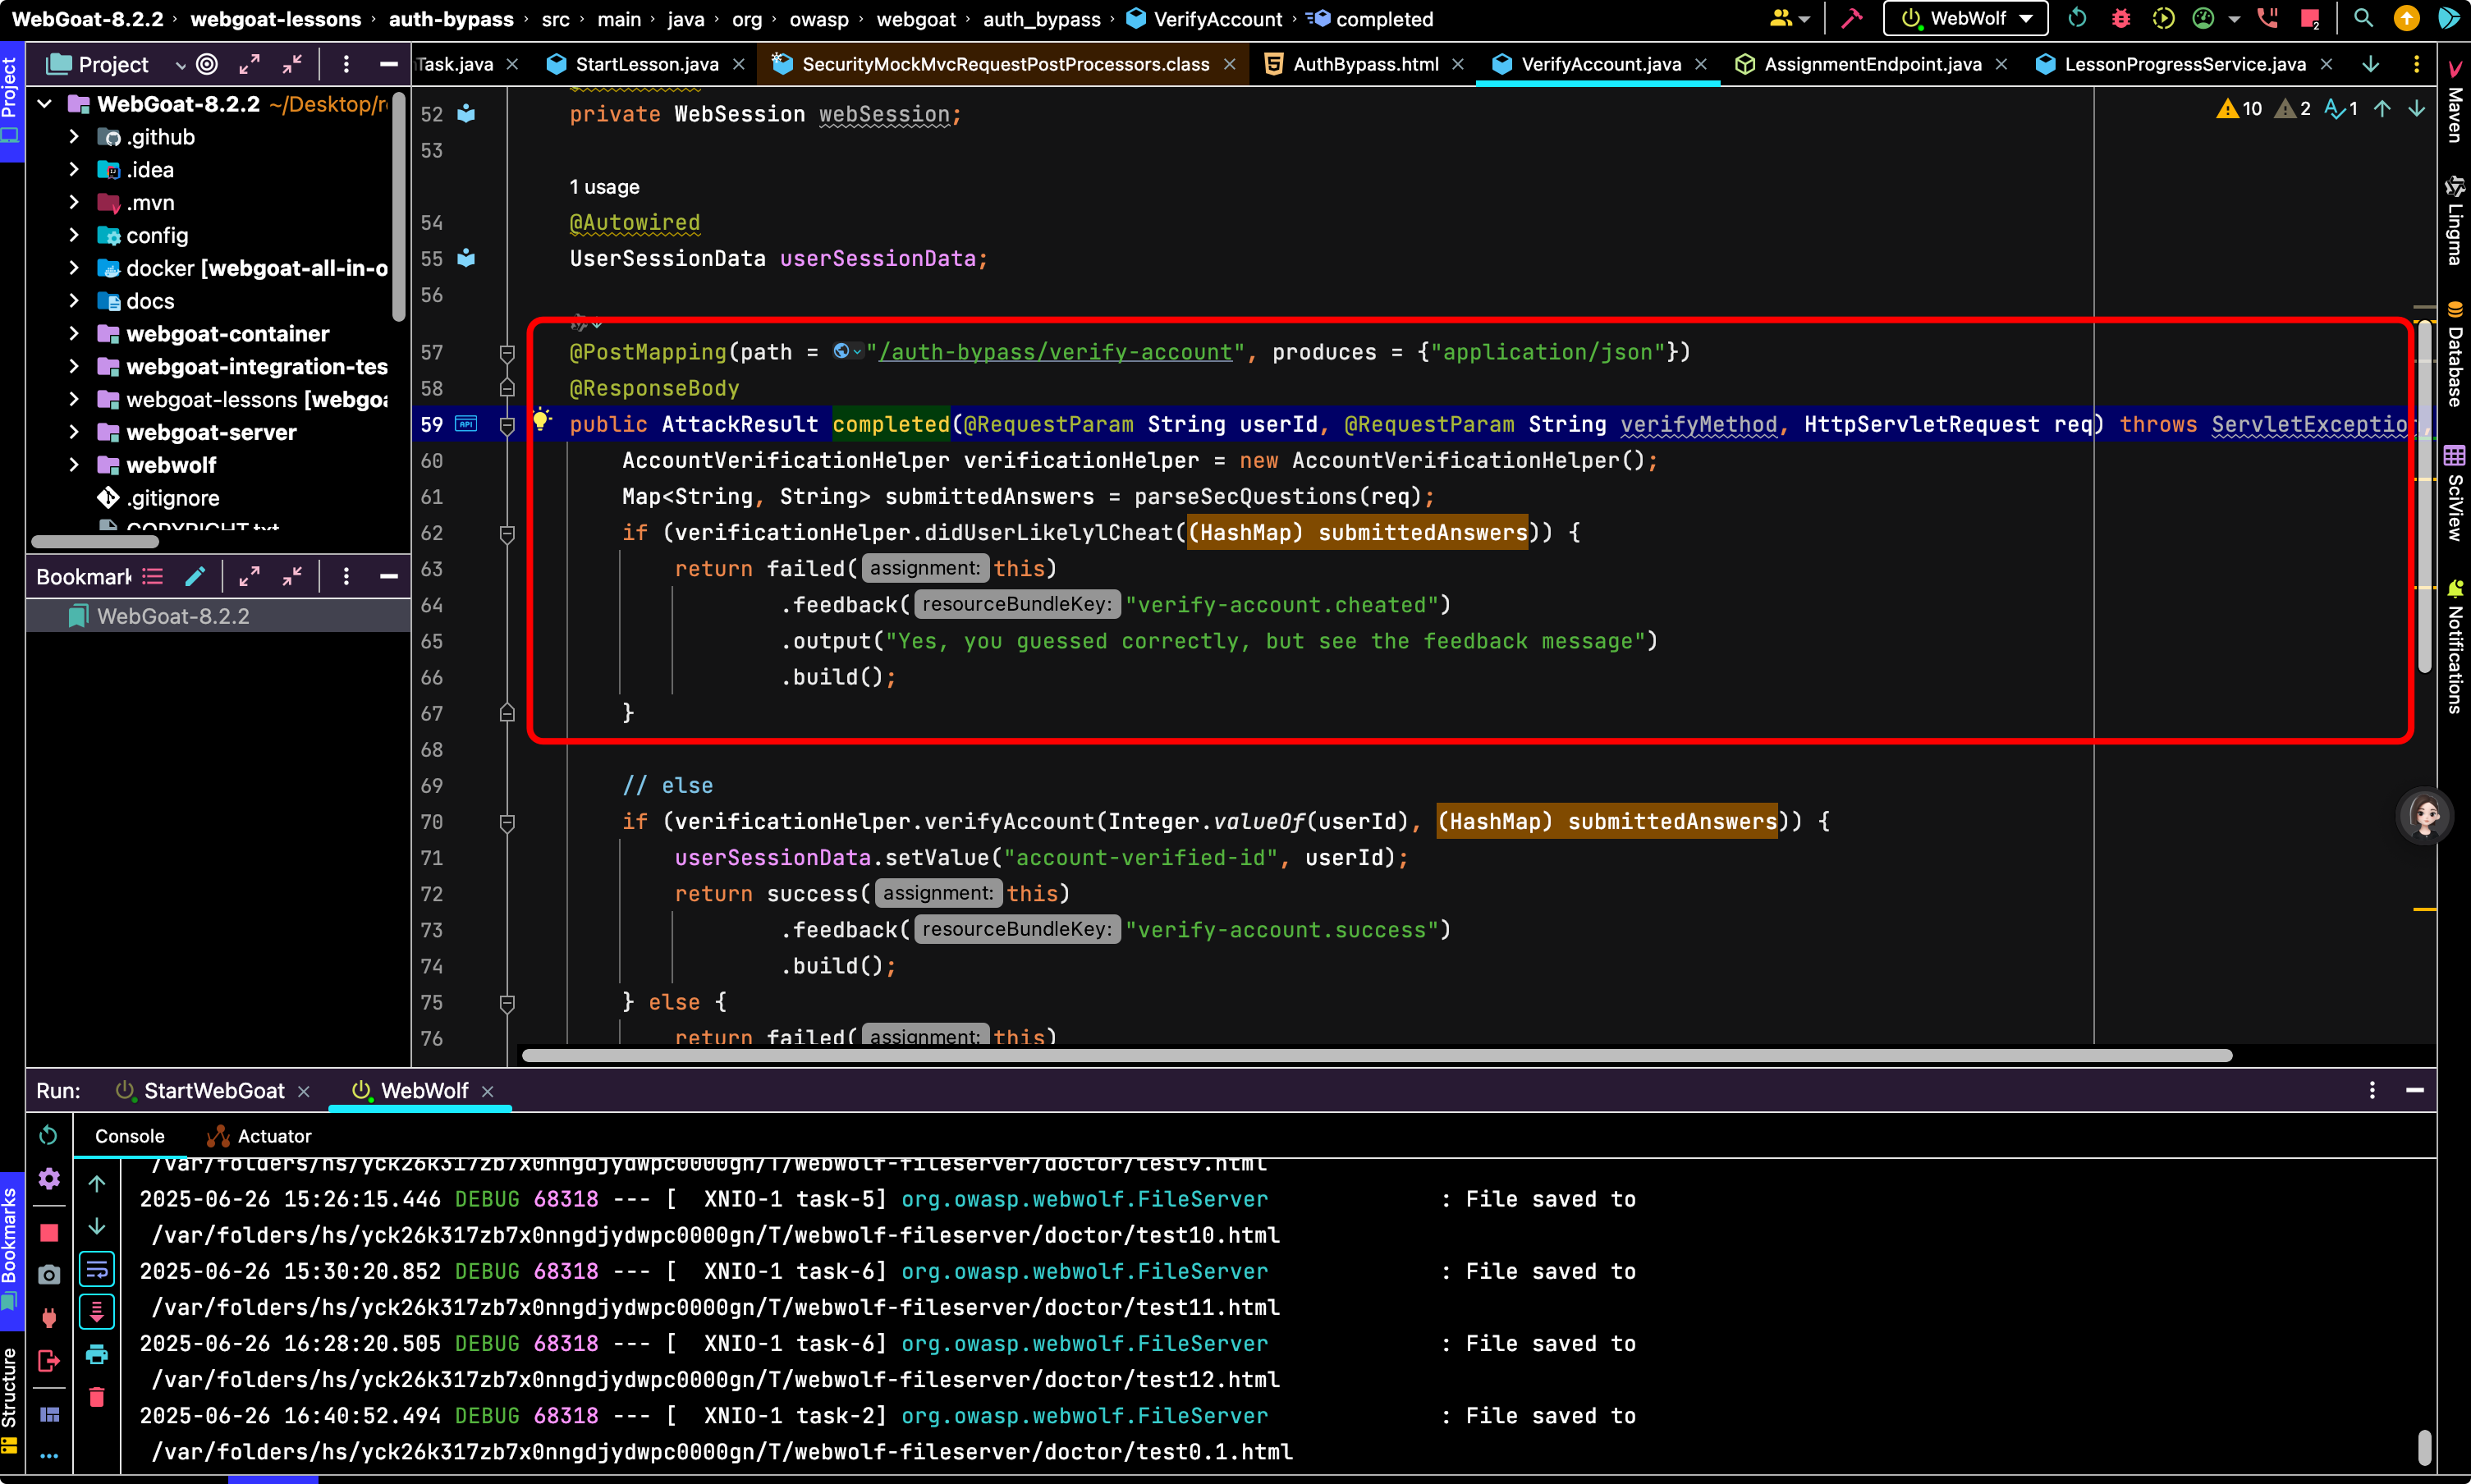 WebGoat-8.2.2 › webgoat-lessons › auth-bypass › src › main › java › org › owasp › webgoat › auth_bypass › VerifyAccount › completed
WebWolf
2
Project
Task.java
StartLesson.java
SecurityMockMvcRequestPostProcessors.class
AuthBypass.html
VerifyAccount.java
AssignmentEndpoint.java
LessonProgressService.java
Project
WebGoat-8.2.2 ~/Desktop/r
.github
.idea
.mvn
config
docker [webgoat-all-in-o
docs
webgoat-container
webgoat-integration-tes
webgoat-lessons [webgoa
webgoat-server
webwolf
.gitignore
COPYRIGHT.txt
Bookmark
WebGoat-8.2.2
10 2 1
52 private WebSession webSession;
53
1 usage
54 @Autowired
55 UserSessionData userSessionData;
56
57 @PostMapping(path = "/auth-bypass/verify-account", produces = {"application/json"})
58 @ResponseBody
59 API public AttackResult completed(@RequestParam String userId, @RequestParam String verifyMethod, HttpServletRequest req) throws ServletExceptio
60 AccountVerificationHelper verificationHelper = new AccountVerificationHelper();
61 Map<String, String> submittedAnswers = parseSecQuestions(req);
62 if (verificationHelper.didUserLikelylCheat((HashMap) submittedAnswers)) {
63 return failed( assignment: this)
64 .feedback( resourceBundleKey: "verify-account.cheated")
65 .output("Yes, you guessed correctly, but see the feedback message")
66 .build();
67 }
68
69 // else
70 if (verificationHelper.verifyAccount(Integer.valueOf(userId), (HashMap) submittedAnswers)) {
71 userSessionData.setValue("account-verified-id", userId);
72 return success( assignment: this)
73 .feedback( resourceBundleKey: "verify-account.success")
74 .build();
75 } else {
76 return failed( assignment: this)
Maven
Lingma
Database
SciView
Notifications
Run:
StartWebGoat
WebWolf
Console
Actuator
Bookmarks
Structure
/var/folders/hs/yck26k317zb7x0nngdjydwpc0000gn/T/webwolf-fileserver/doctor/test9.html
2025-06-26 15:26:15.446 DEBUG 68318 --- [  XNIO-1 task-5] org.owasp.webwolf.FileServer : File saved to
/var/folders/hs/yck26k317zb7x0nngdjydwpc0000gn/T/webwolf-fileserver/doctor/test10.html
2025-06-26 15:30:20.852 DEBUG 68318 --- [  XNIO-1 task-6] org.owasp.webwolf.FileServer : File saved to
/var/folders/hs/yck26k317zb7x0nngdjydwpc0000gn/T/webwolf-fileserver/doctor/test11.html
2025-06-26 16:28:20.505 DEBUG 68318 --- [  XNIO-1 task-6] org.owasp.webwolf.FileServer : File saved to
/var/folders/hs/yck26k317zb7x0nngdjydwpc0000gn/T/webwolf-fileserver/doctor/test12.html
2025-06-26 16:40:52.494 DEBUG 68318 --- [  XNIO-1 task-2] org.owasp.webwolf.FileServer : File saved to
/var/folders/hs/yck26k317zb7x0nngdjydwpc0000gn/T/webwolf-fileserver/doctor/test0.1.html